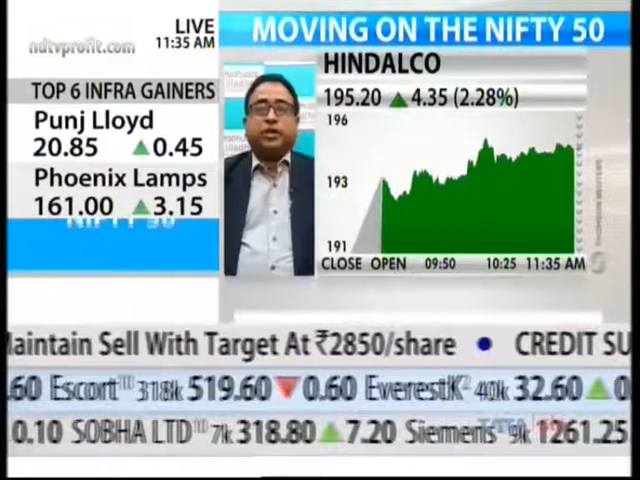 ndtvprofit.com
LIVE
11:35 AM
MOVING ON THE NIFTY 50
TOP 6 INFRA GAINERS
Punj Lloyd
20.85 ▲0.45
Phoenix Lamps
161.00 ▲3.15
NIFTY 50
HINDALCO
195.20 ▲ 4.35 (2.28%)
196
193
191
CLOSE OPEN 09:50 10:25 11:35 AM
Maintain Sell With Target At ₹2850/share ● CREDIT SU
.60 Escort 318k 519.60 ▼ 0.60 EverestK 40k 32.60 ▲ 0
0.10 SOBHA LTD 7k 318.80 ▲ 7.20 Siemens 9k 1261.25